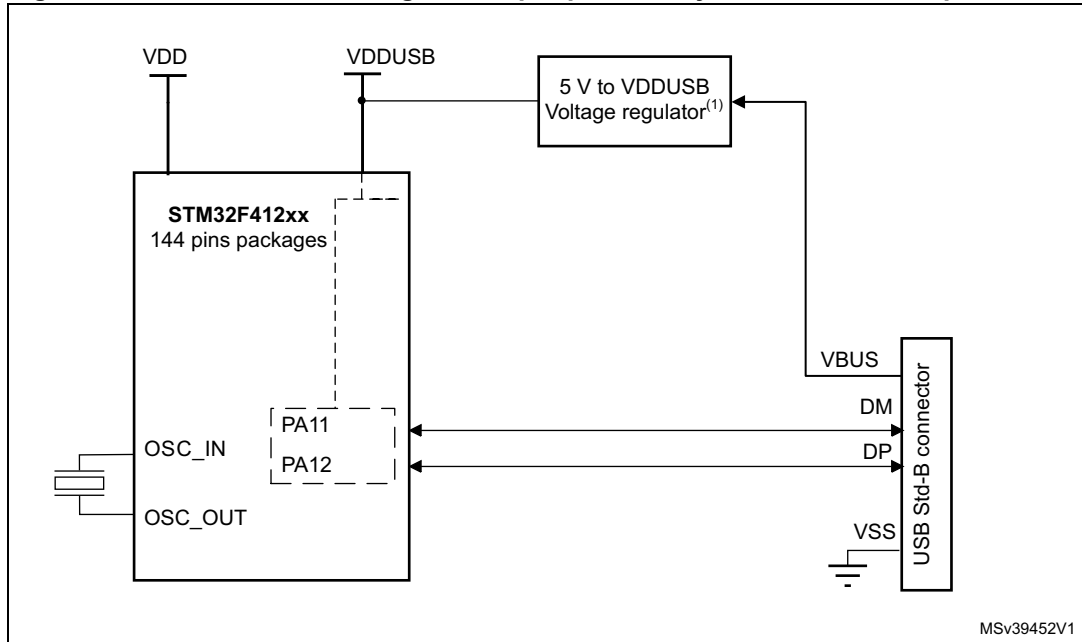 VDD
VDDUSB
5 V to VDDUSB
Voltage regulator(1)
STM32F412xx
144 pins packages
VBUS
DM
PA11
OSC_IN
DP
PA12
OSC_OUT
VSS
USB Std-B connector
MSv39452V1